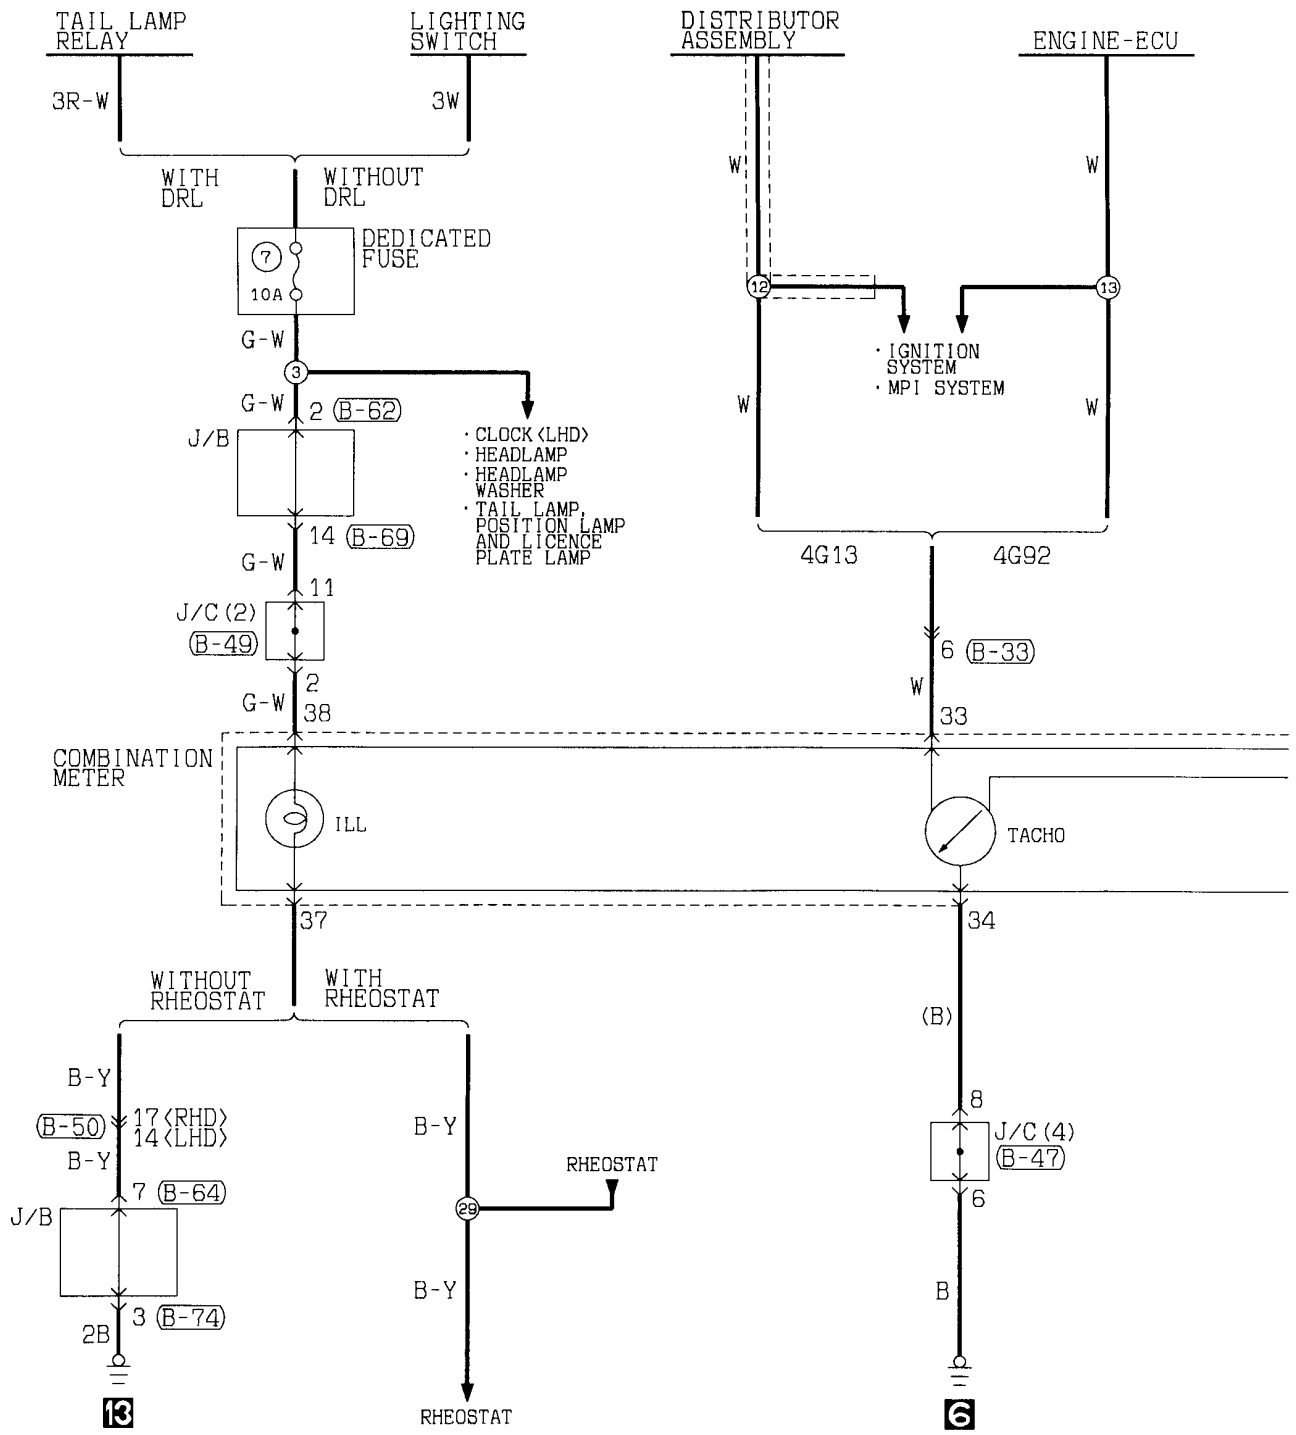 TAIL LAMP
RELAY
LIGHTING
SWITCH
DISTRIBUTOR
ASSEMBLY
ENGINE-ECU
3R-W
3W
W
W
WITH
DRL
WITHOUT
DRL
DEDICATED
FUSE
7
10A
12
13
G-W
3
· IGNITION
SYSTEM
· MPI SYSTEM
G-W
2 (B-62)
W
W
J/B
· CLOCK<LHD>
· HEADLAMP
· HEADLAMP
WASHER
· TAIL LAMP,
POSITION LAMP
AND LICENCE
PLATE LAMP
14 (B-69)
G-W
4G13
4G92
11
J/C(2)
(B-49)
6 (B-33)
2
W
G-W
38
33
COMBINATION
METER
ILL
TACHO
37
34
WITHOUT
RHEOSTAT
WITH
RHEOSTAT
(B)
B-Y
8
(B-50)
17<RHD>
14<LHD>
B-Y
J/C(4)
(B-47)
B-Y
RHEOSTAT
7 (B-64)
6
J/B
29
B-Y
B
3 (B-74)
2B
13
RHEOSTAT
6